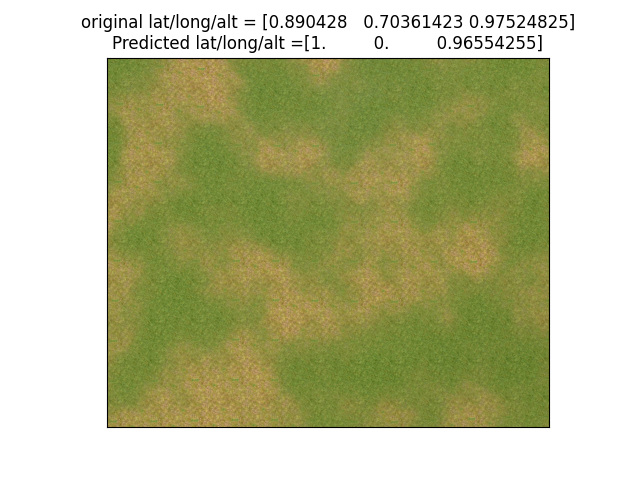 original lat/long/alt = [0.890428   0.70361423 0.97524825]
Predicted lat/long/alt =[1.         0.         0.96554255]